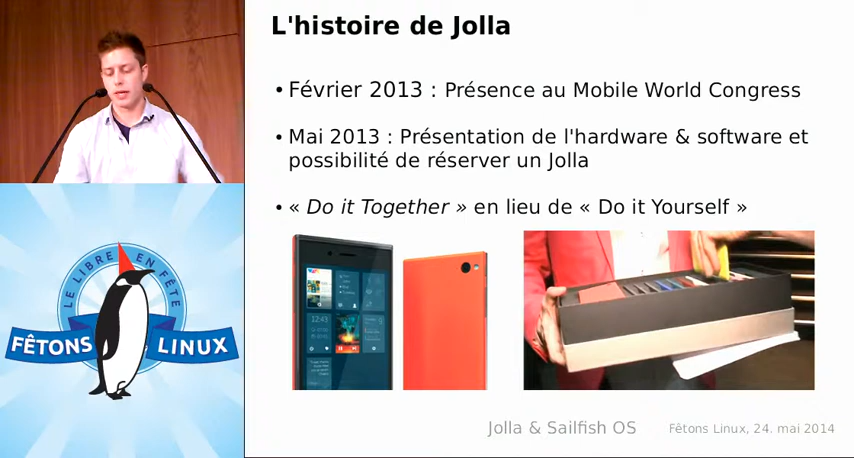 L'histoire de Jolla
• Février 2013 : Présence au Mobile World Congress
• Mai 2013 : Présentation de l'hardware & software et
possibilité de réserver un Jolla
• « Do it Together » en lieu de « Do it Yourself »
LE LIBRE EN FÊTE
FÊTONS LINUX
12:43
Jolla & Sailfish OS
Fêtons Linux, 24. mai 2014